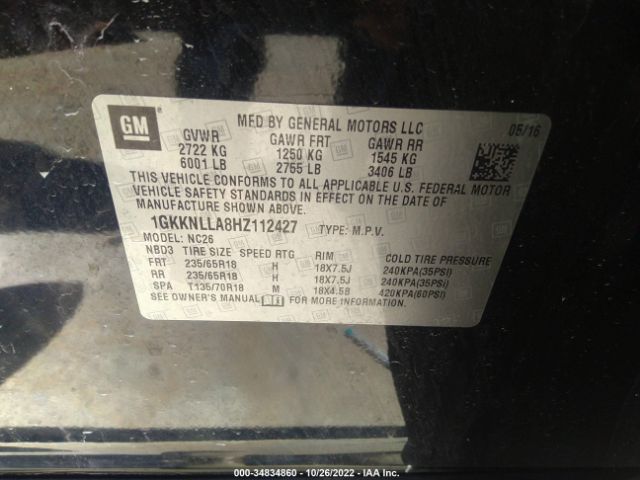 GM
MFD BY GENERAL MOTORS LLC 05/16
GVWR GAWR FRT GAWR RR
2722 KG 1250 KG 1545 KG
6001 LB 2755 LB 3406 LB
THIS VEHICLE CONFORMS TO ALL APPLICABLE U.S. FEDERAL MOTOR
VEHICLE SAFETY STANDARDS IN EFFECT ON THE DATE OF
MANUFACTURE SHOWN ABOVE.
1GKKNLLA8HZ112427 TYPE: M.P.V.
MODEL: NC26
NBD3 TIRE SIZE SPEED RTG RIM COLD TIRE PRESSURE
FRT 235/65R18 H 18X7.5J 240KPA(35PSI)
RR 235/65R18 H 18X7.5J 240KPA(35PSI)
SPA T135/70R18 M 18X4.5B 420KPA(60PSI)
SEE OWNER'S MANUAL
000-34834860 - 10/26/2022 - IAA Inc.